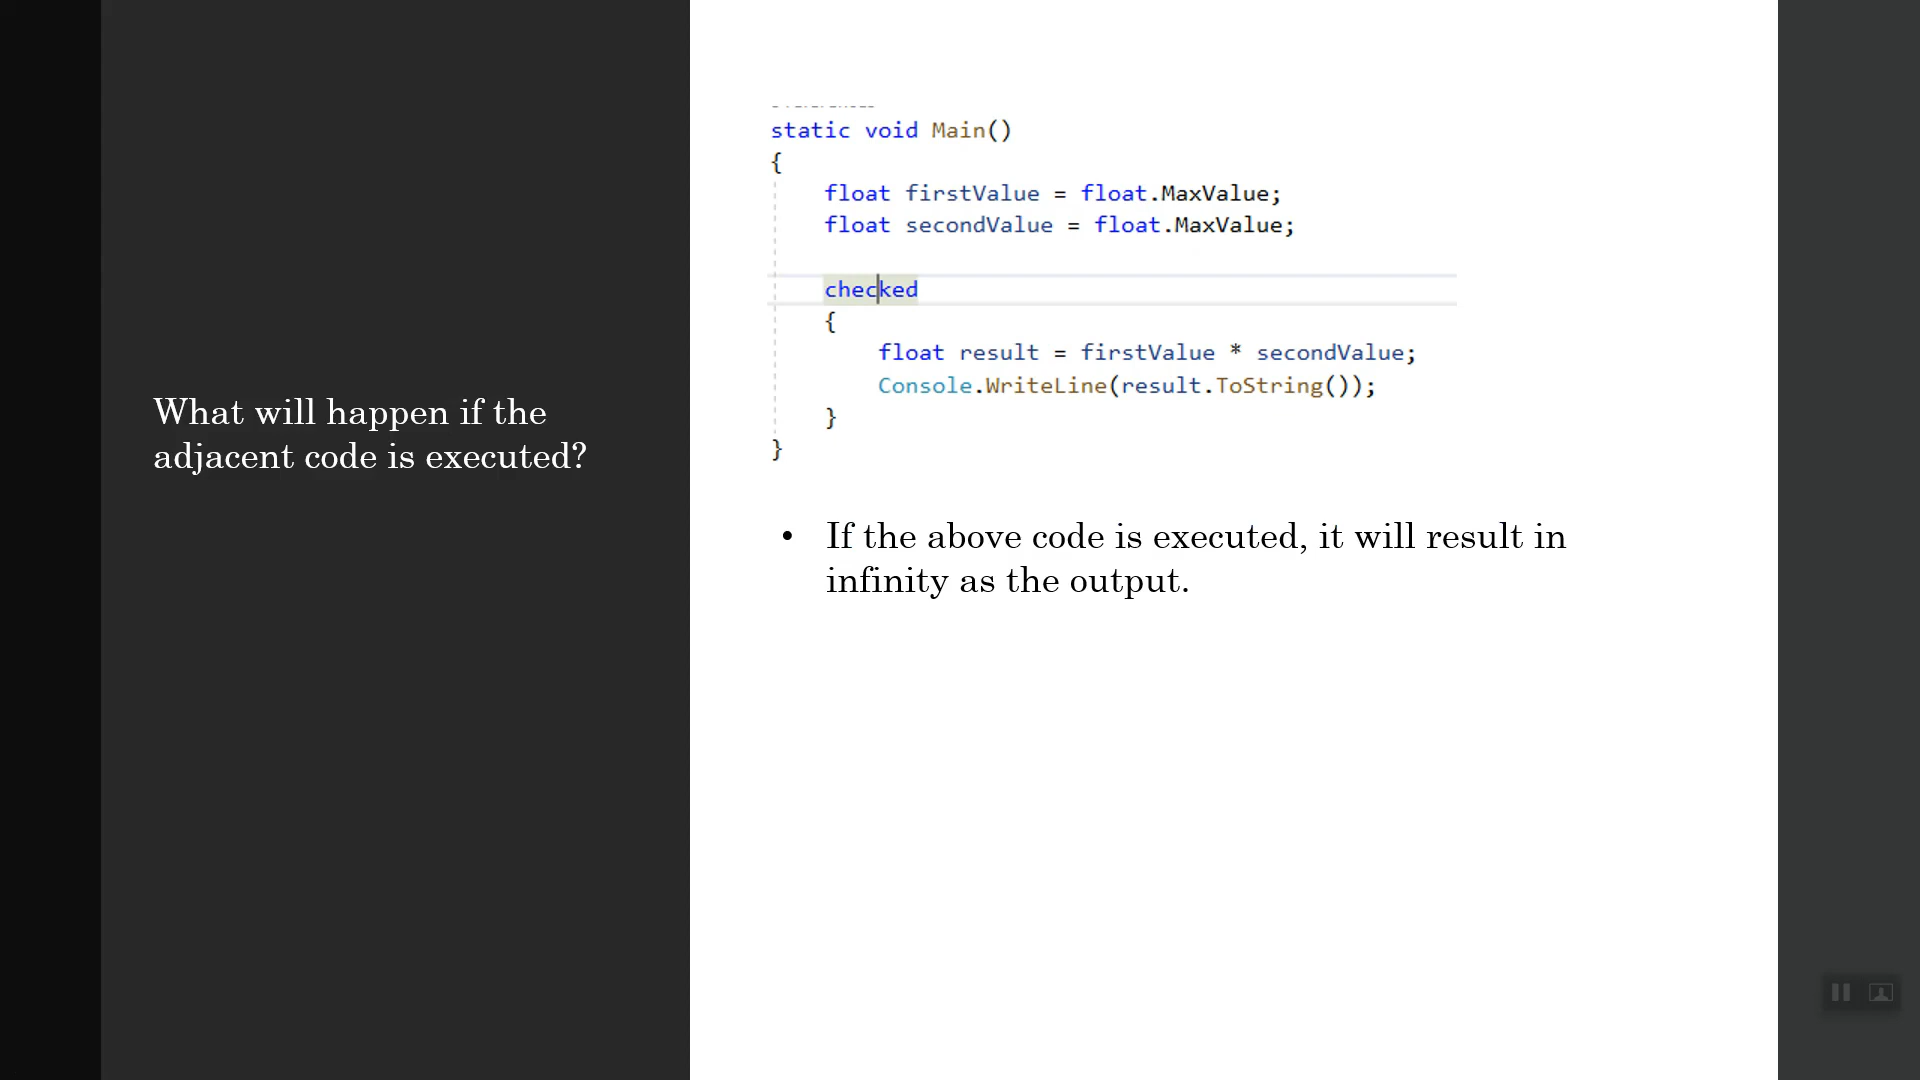 What will happen if the
adjacent code is executed?
static void Main()
{
float firstValue = float.MaxValue;
float secondValue = float.MaxValue;
checked
{
float result = firstValue * secondValue;
Console.WriteLine(result.ToString());
}
}
• If the above code is executed, it will result in
infinity as the output.